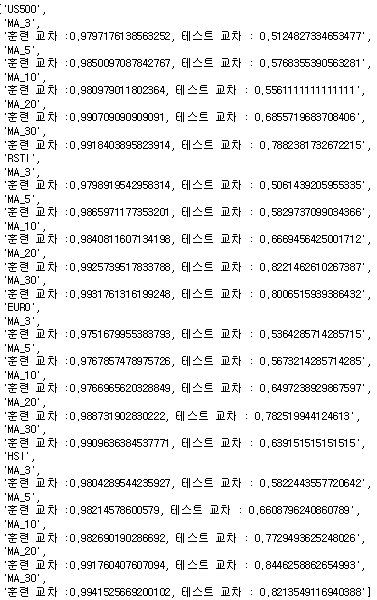 ['US500',
'MA_3',
'훈련 교차 :0.9797176138563252, 테스트 교차 : 0.5124827334653477',
'MA_5',
'훈련 교차 :0.9850097087842767, 테스트 교차 : 0.5768355390563281',
'MA_10',
'훈련 교차 :0.980979011802364, 테스트 교차 : 0.5561111111111111',
'MA_20',
'훈련 교차 :0.990709090909091, 테스트 교차 : 0.6855719683708406',
'MA_30',
'훈련 교차 :0.9918403895823914, 테스트 교차 : 0.7882381732672215',
'RSTI',
'MA_3',
'훈련 교차 :0.9798919542958314, 테스트 교차 : 0.5061439205955335',
'MA_5',
'훈련 교차 :0.9865971177353201, 테스트 교차 : 0.5829737099034366',
'MA_10',
'훈련 교차 :0.9840811607134198, 테스트 교차 : 0.6669456425001712',
'MA_20',
'훈련 교차 :0.9925739517833788, 테스트 교차 : 0.8221462610267387',
'MA_30',
'훈련 교차 :0.9931761316199248, 테스트 교차 : 0.8006515939386432',
'EURO',
'MA_3',
'훈련 교차 :0.9751679955383793, 테스트 교차 : 0.5364285714285715',
'MA_5',
'훈련 교차 :0.9767857478975726, 테스트 교차 : 0.5673214285714285',
'MA_10',
'훈련 교차 :0.9766965620328849, 테스트 교차 : 0.6497238929867597',
'MA_20',
'훈련 교차 :0.988731902830222, 테스트 교차 : 0.782519944124613',
'MA_30',
'훈련 교차 :0.9909636384537771, 테스트 교차 : 0.639151515151515',
'HSI',
'MA_3',
'훈련 교차 :0.9804289544235927, 테스트 교차 : 0.5822443557720642',
'MA_5',
'훈련 교차 :0.98214578600579, 테스트 교차 : 0.6608796240860789',
'MA_10',
'훈련 교차 :0.982690190286692, 테스트 교차 : 0.7729493625248026',
'MA_20',
'훈련 교차 :0.991760407607094, 테스트 교차 : 0.8446258862654993',
'MA_30',
'훈련 교차 :0.9941525669200102, 테스트 교차 : 0.8213549116940388']